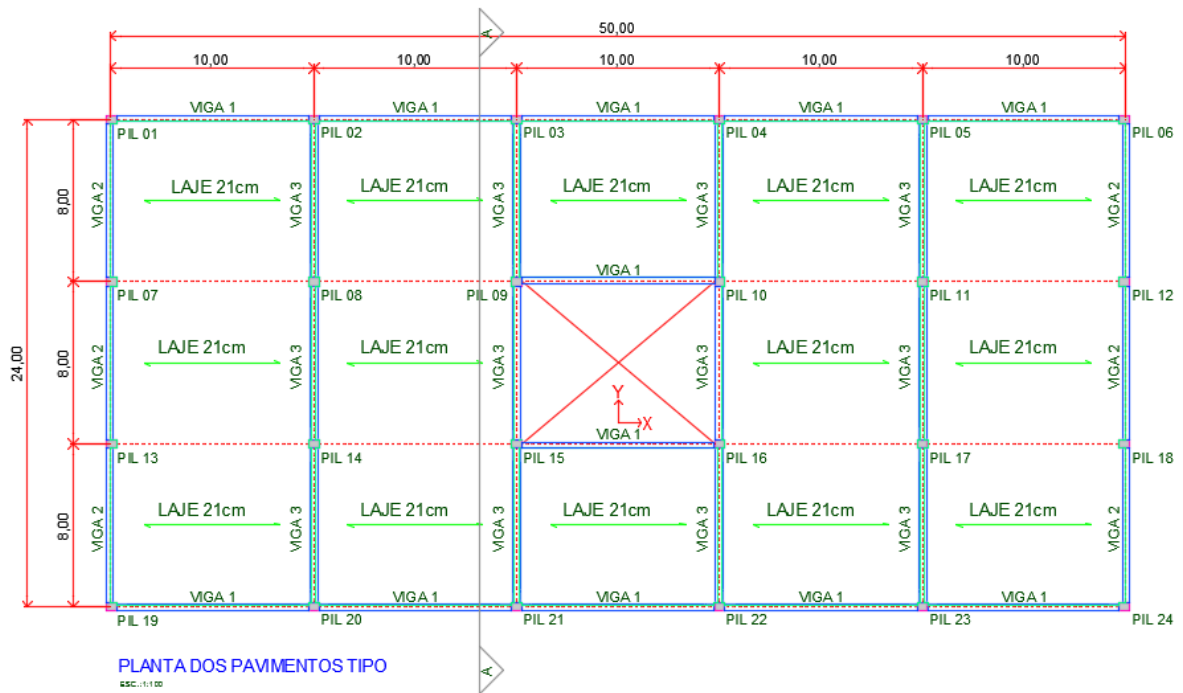 A
50,00
10,00 10,00 10,00 10,00 10,00
VIGA 1 VIGA 1 VIGA 1 VIGA 1 VIGA 1
PIL 01 PIL 02 PIL 03 PIL 04 PIL 05 PIL 06
8,00 VIGA 2 LAJE 21cm VIGA 3 LAJE 21cm VIGA 3 LAJE 21cm VIGA 3 LAJE 21cm VIGA 3 LAJE 21cm VIGA 2
VIGA 1
PIL 07 PIL 08 PIL 09 PIL 10 PIL 11 PIL 12
24,00 8,00 VIGA 2 LAJE 21cm VIGA 3 LAJE 21cm VIGA 3 VIGA 3 LAJE 21cm VIGA 3 LAJE 21cm VIGA 2
Y
X
VIGA 1
PIL 13 PIL 14 PIL 15 PIL 16 PIL 17 PIL 18
8,00 VIGA 2 LAJE 21cm VIGA 3 LAJE 21cm VIGA 3 LAJE 21cm VIGA 3 LAJE 21cm VIGA 3 LAJE 21cm VIGA 2
VIGA 1 VIGA 1 VIGA 1 VIGA 1 VIGA 1
PIL 19 PIL 20 PIL 21 PIL 22 PIL 23 PIL 24
A
PLANTA DOS PAVIMENTOS TIPO
ESC.:1:100